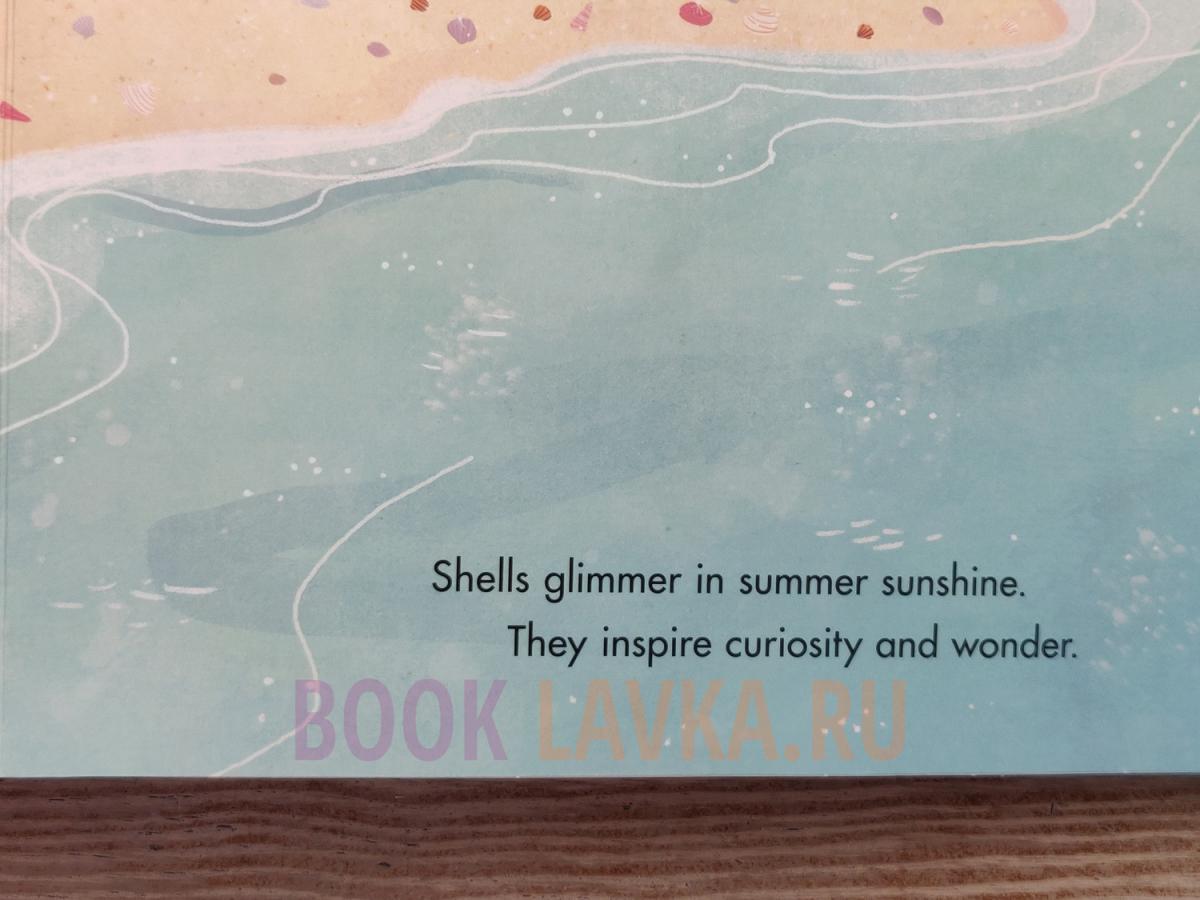 Shells glimmer in summer sunshine.
They inspire curiosity and wonder.
BOOK LAVKA.RU